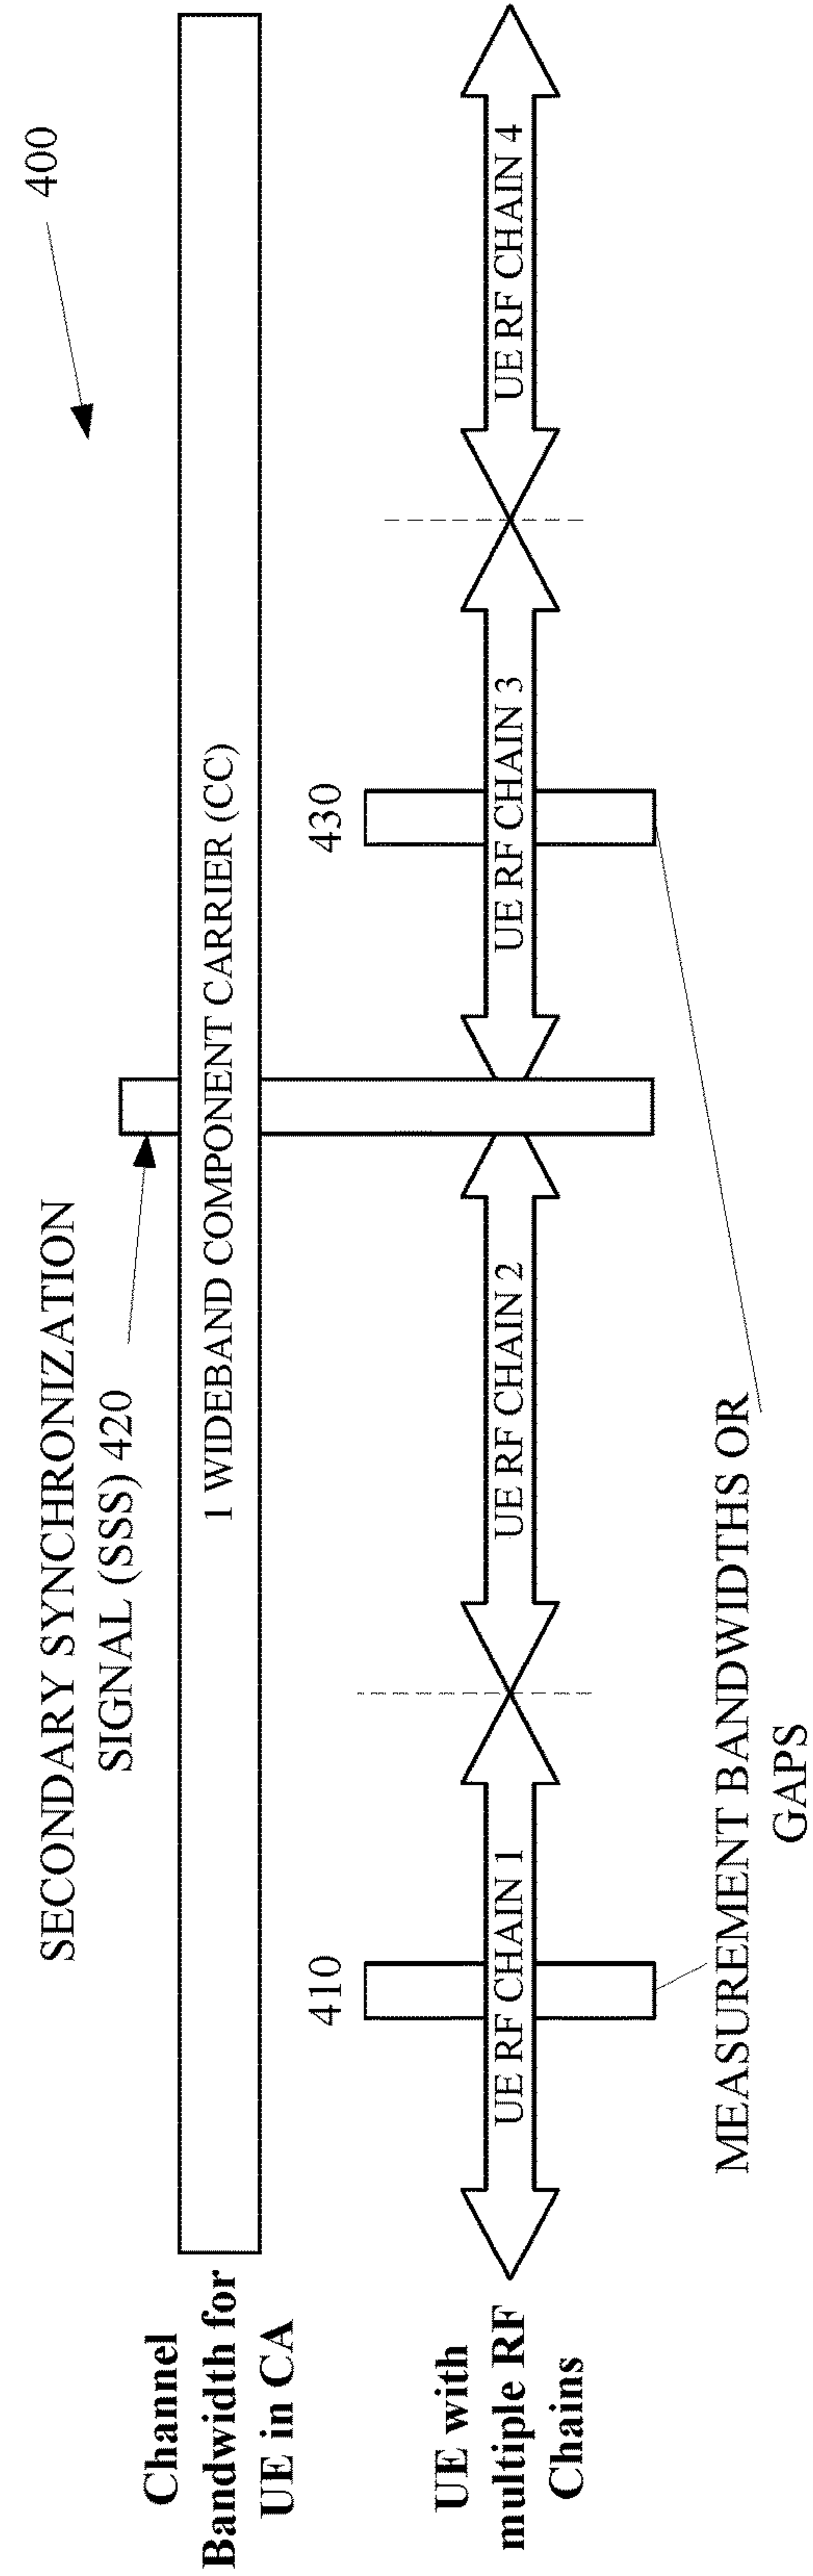 400
SECONDARY SYNCHRONIZATION
SIGNAL (SSS) 420
Channel
Bandwidth for
UE in CA
1 WIDEBAND COMPONENT CARRIER (CC)
410
430
UE with
multiple RF
Chains
UE RF CHAIN 1
UE RF CHAIN 2
UE RF CHAIN 3
UE RF CHAIN 4
MEASUREMENT BANDWIDTHS OR
GAPS